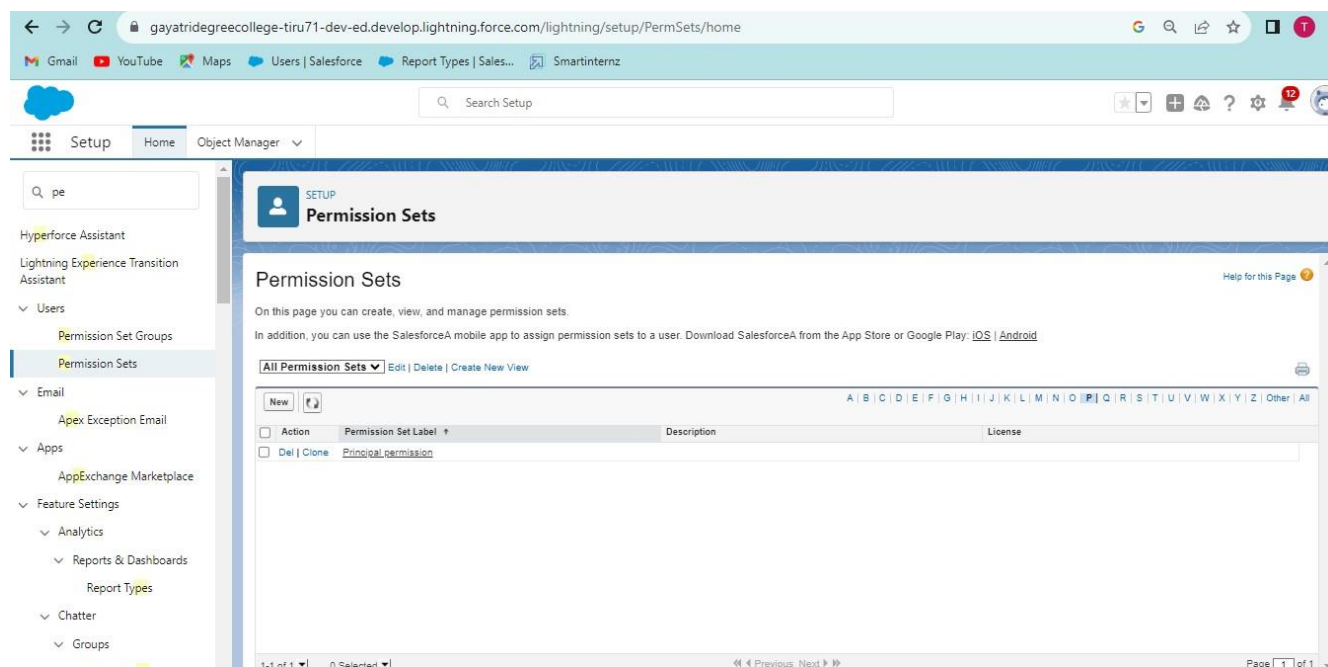 gayatridegreecollege-tiru71-dev-ed.develop.lightning.force.com/lightning/setup/PermSets/home
G
T
Gmail YouTube Maps Users | Salesforce Report Types | Sales... Smartinternz
Search Setup
12
Setup Home Object Manager
pe
SETUP
Permission Sets
Hyperforce Assistant
Lightning Experience Transition
Assistant
Users
Permission Set Groups
Permission Sets
Email
Apex Exception Email
Apps
AppExchange Marketplace
Feature Settings
Analytics
Reports & Dashboards
Report Types
Chatter
Groups
Permission Sets
Help for this Page ?
On this page you can create, view, and manage permission sets.
In addition, you can use the SalesforceA mobile app to assign permission sets to a user. Download SalesforceA from the App Store or Google Play: iOS | Android
All Permission Sets Edit | Delete | Create New View
New A | B | C | D | E | F | G | H | I | J | K | L | M | N | O | P | Q | R | S | T | U | V | W | X | Y | Z | Other | All
Action Permission Set Label Description License
Del | Clone Principal permission
1-1 of 1 0 Selected Previous Next Page 1 of 1